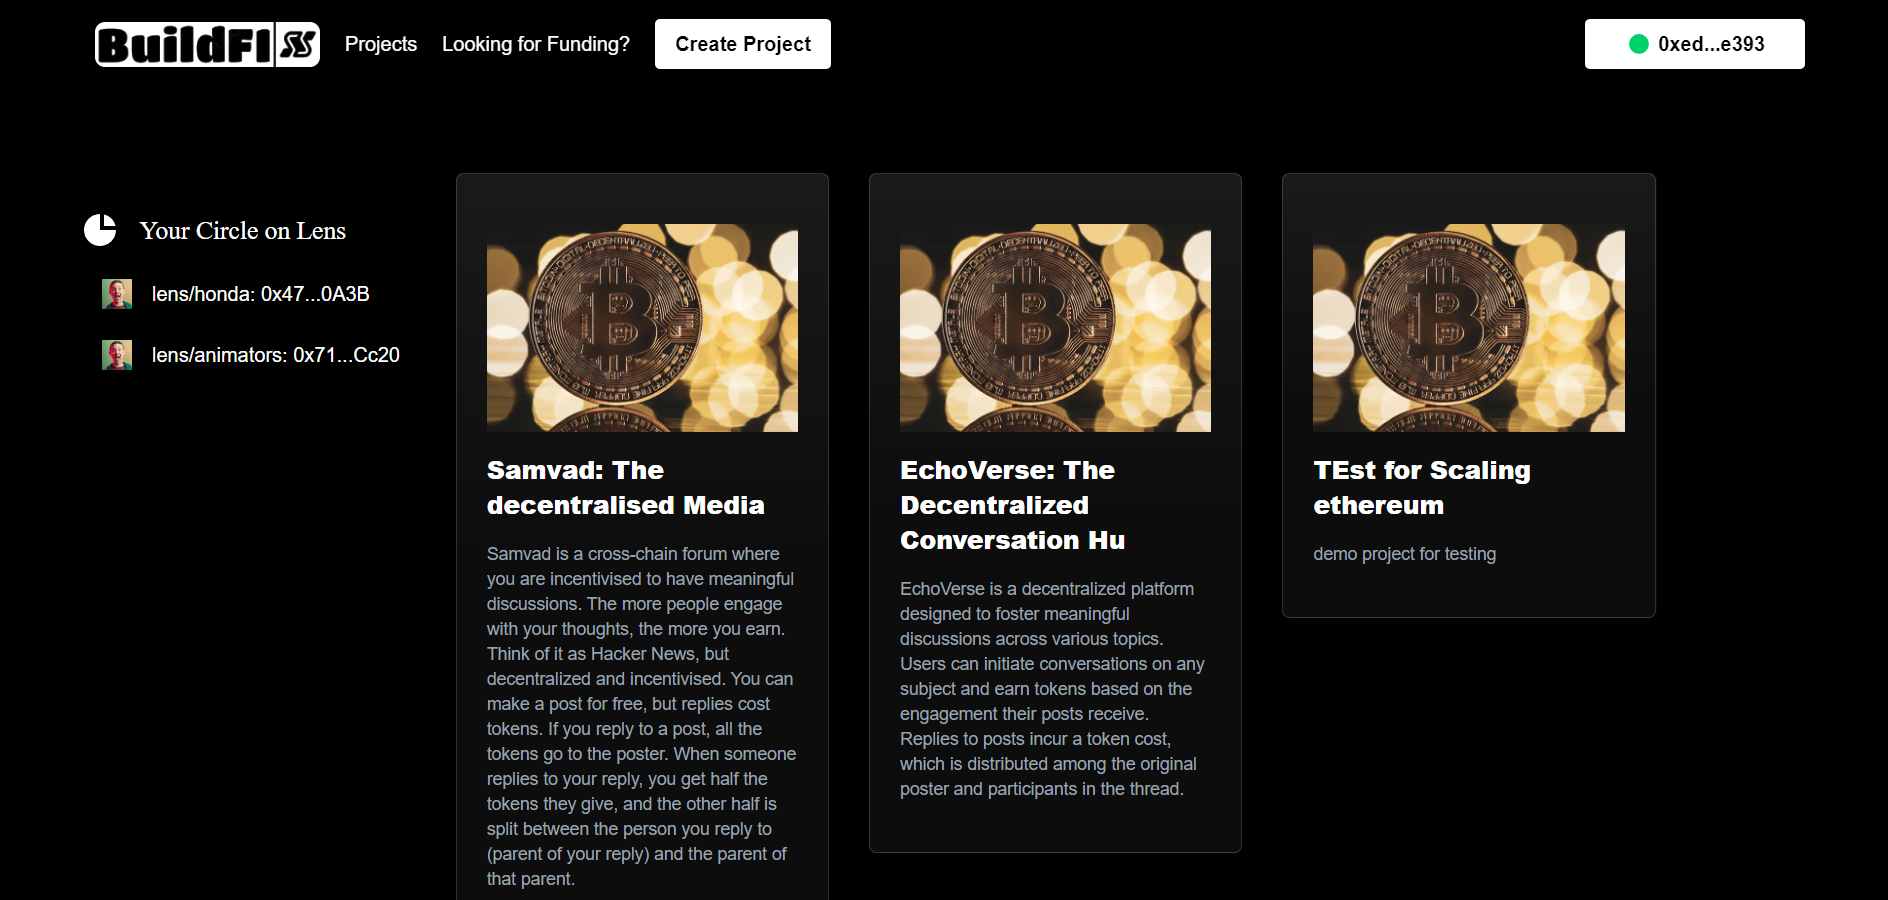 BuildFI
Projects
Looking for Funding?
Create Project
0xed...e393
Your Circle on Lens
lens/honda: 0x47...0A3B
lens/animators: 0x71...Cc20
Samvad: The
decentralised Media
Samvad is a cross-chain forum where
you are incentivised to have meaningful
discussions. The more people engage
with your thoughts, the more you earn.
Think of it as Hacker News, but
decentralized and incentivised. You can
make a post for free, but replies cost
tokens. If you reply to a post, all the
tokens go to the poster. When someone
replies to your reply, you get half the
tokens they give, and the other half is
split between the person you reply to
(parent of your reply) and the parent of
that parent.
EchoVerse: The
Decentralized
Conversation Hu
EchoVerse is a decentralized platform
designed to foster meaningful
discussions across various topics.
Users can initiate conversations on any
subject and earn tokens based on the
engagement their posts receive.
Replies to posts incur a token cost,
which is distributed among the original
poster and participants in the thread.
TEst for Scaling
ethereum
demo project for testing